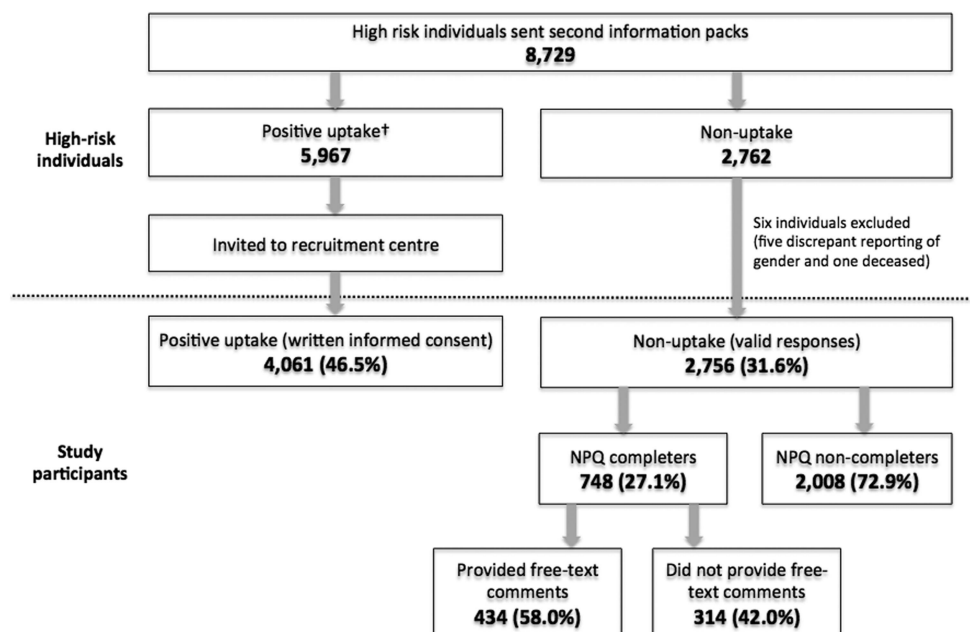 High risk individuals sent second information packs
8,729
High-risk
individuals
Positive uptake†
5,967
Non-uptake
2,762
Invited to recruitment centre
Six individuals excluded
(five discrepant reporting of
gender and one deceased)
Positive uptake (written informed consent)
4,061 (46.5%)
Non-uptake (valid responses)
2,756 (31.6%)
Study
participants
NPQ completers
748 (27.1%)
NPQ non-completers
2,008 (72.9%)
Provided free-text
comments
434 (58.0%)
Did not provide free-
text comments
314 (42.0%)